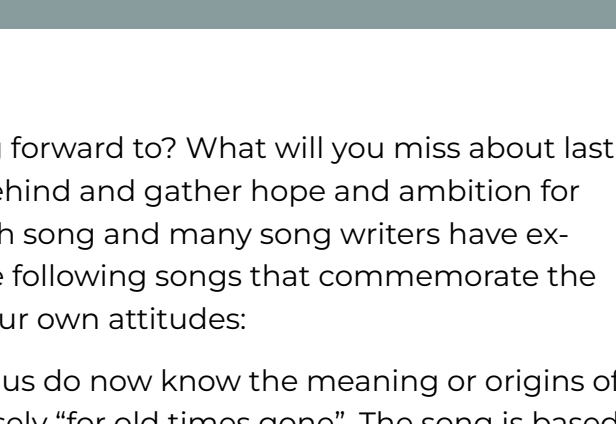 forward to? What will you miss about last
ehind and gather hope and ambition for
h song and many song writers have ex-
e following songs that commemorate the
ur own attitudes:
us do now know the meaning or origins of
sely “for old times gone”. The song is based